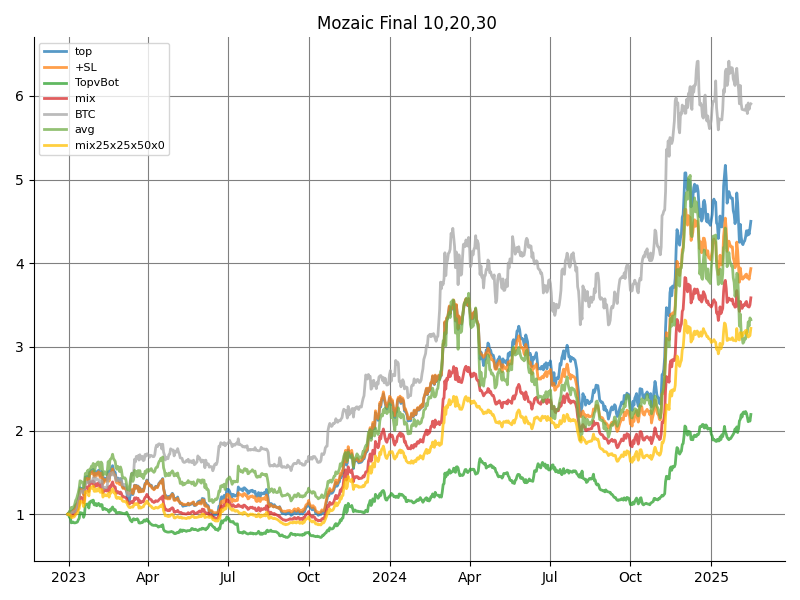 Mozaic Final 10,20,30
top
+SL
TopvBot
mix
BTC
avg
mix25x25x50x0
6
5
4
3
2
1
2023 Apr Jul Oct 2024 Apr Jul Oct 2025